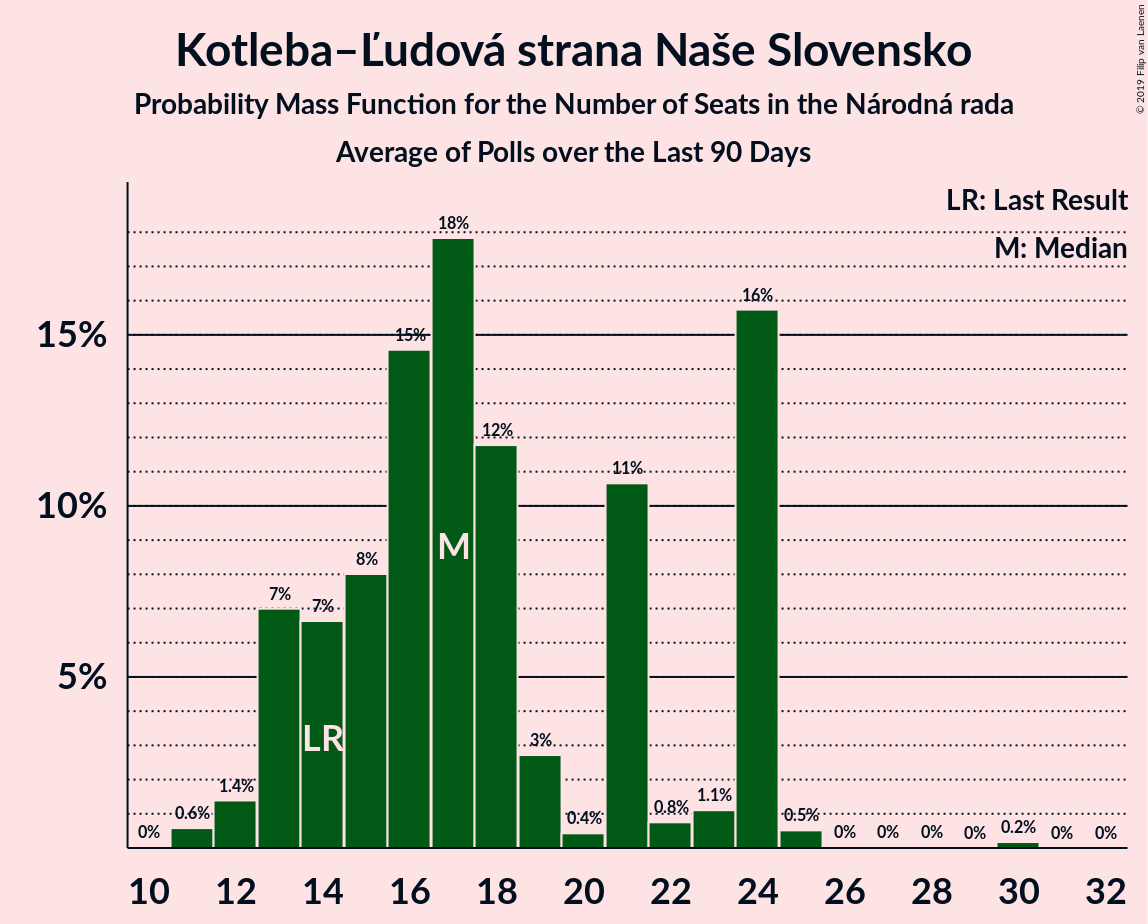 Kotleba–Ľudová strana Naše Slovensko
Probability Mass Function for the Number of Seats in the Národná rada
Average of Polls over the Last 90 Days
© 2019 Filip van Laenen
LR: Last Result
M: Median
15%
10%
5%
0%
0.6%
1.4%
7%
7%
8%
15%
18%
12%
3%
0.4%
11%
0.8%
1.1%
16%
0.5%
0%
0%
0%
0%
0.2%
0%
0%
LR
M
10 12 14 16 18 20 22 24 26 28 30 32